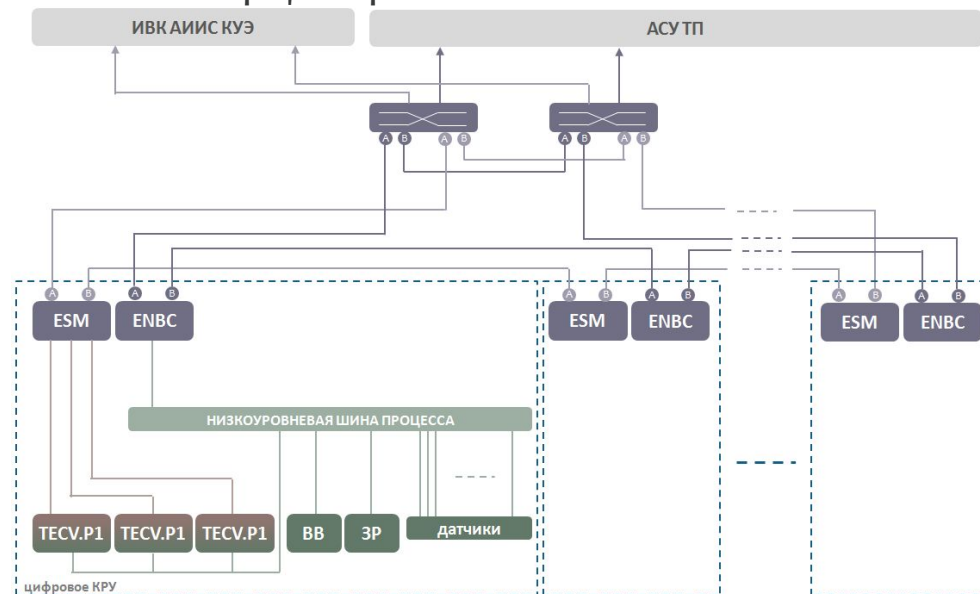 ИВК АИИС КУЭ
АСУ ТП
A B A B
A B A B
A B A B
A B A B
A B A B
ESM ENBC
ESM ENBC
ESM ENBC
НИЗКОУРОВНЕВАЯ ШИНА ПРОЦЕССА
TECV.P1 TECV.P1 TECV.P1 ВВ ЗР датчики
цифровое КРУ